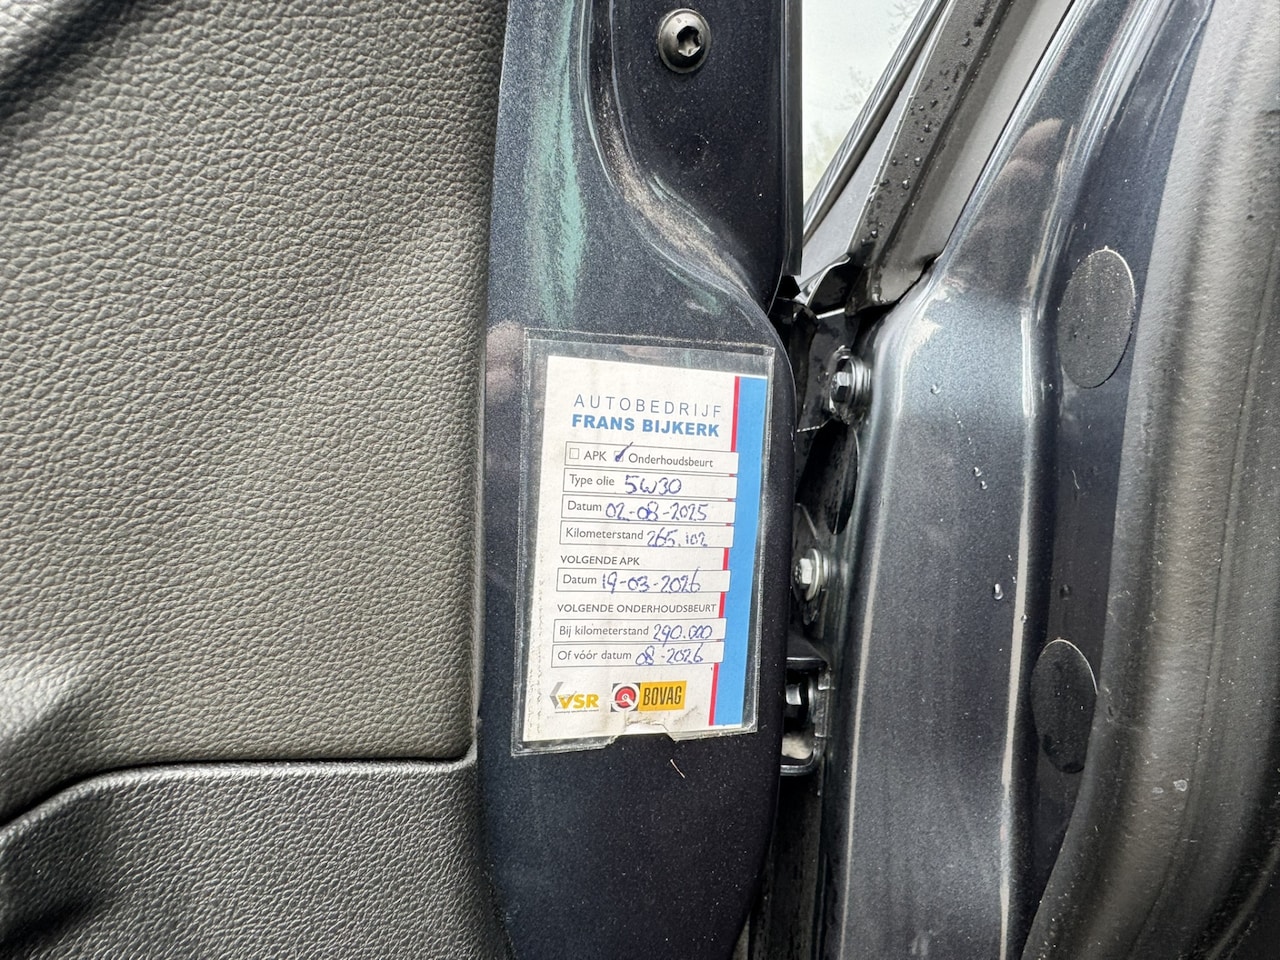 AUTOBEDRIJF
FRANS BIJKERK
APK Onderhoudsbeurt
Type olie 5W30
Datum 02-08-2025
Kilometerstand 265.102
VOLGENDE APK
Datum 19-03-2026
VOLGENDE ONDERHOUDSBEURT
Bij kilometerstand 290.000
Of vóór datum 08-2026
VSR BOVAG